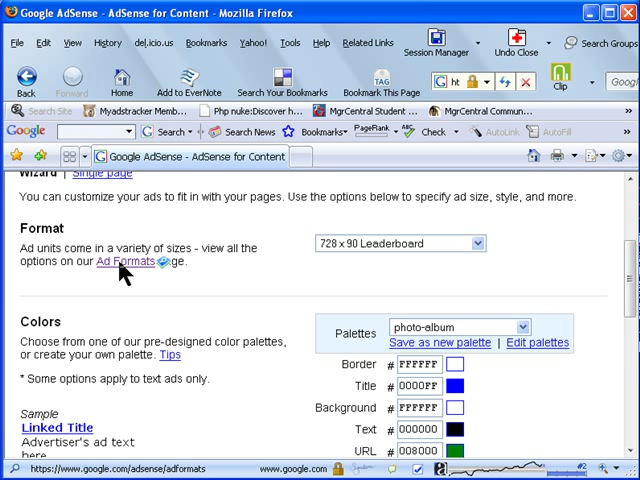 Google AdSense - AdSense for Content - Mozilla Firefox
File Edit View History del.icio.us Bookmarks Yahoo! Tools Help Related Links Session Manager Undo Close Search Groups
Back Forward Home Add to EverNote Search Your Bookmarks TAG Bookmark This Page ht Clip Goog
Search Site Myadstracker Memb... Php nuke:Discover h... MgrCentral Student ... MgrCentral Commun... »
Google Search Search News Bookmarks PageRank Check AutoLink AutoFill
Google AdSense - AdSense for Content
Wizard | Single page
You can customize your ads to fit in with your pages. Use the options below to specify ad size, style, and more.
Format
Ad units come in a variety of sizes - view all the
options on our Ad Formats ge.
728 x 90 Leaderboard
Colors
Choose from one of our pre-designed color palettes,
or create your own palette. Tips
* Some options apply to text ads only.
Sample
Linked Title
Advertiser's ad text
here
Palettes photo-album
Save as new palette | Edit palettes
Border # FFFFFF
Title # 0000FF
Background # FFFFFF
Text # 000000
URL # 008000
https://www.google.com/adsense/adformats www.google.com #2